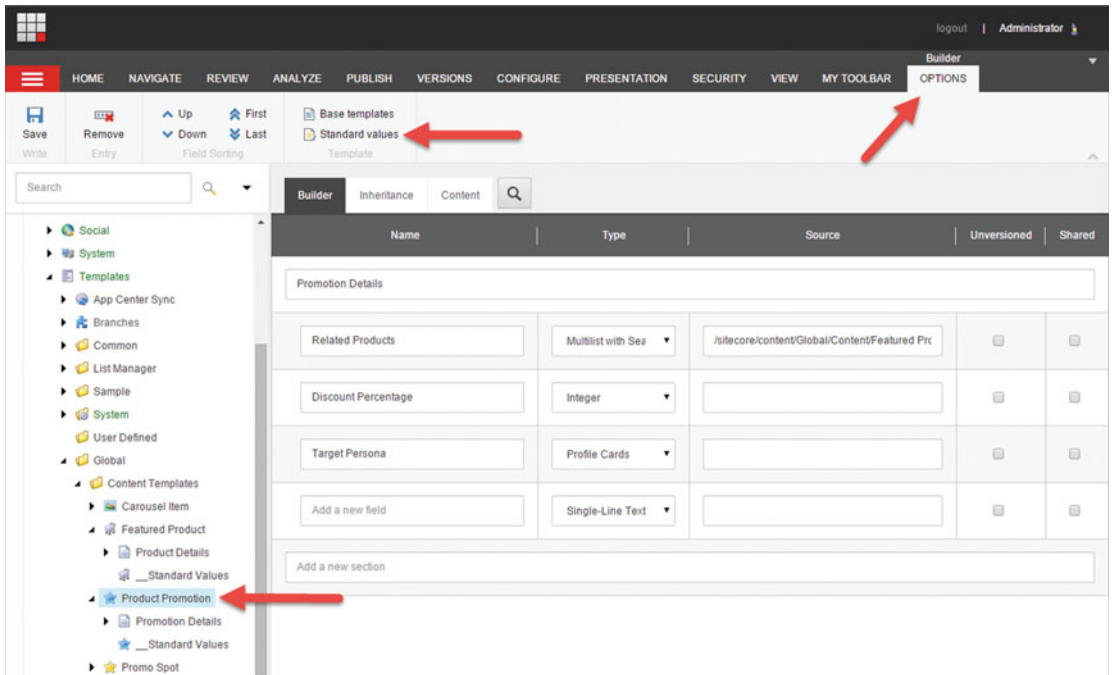 logout | Administrator
Builder
HOME NAVIGATE REVIEW ANALYZE PUBLISH VERSIONS CONFIGURE PRESENTATION SECURITY VIEW MY TOOLBAR OPTIONS
Save Remove Up Down First Last Base templates Standard values
Write Entry Field Sorting Template
Search
Builder Inheritance Content
Name Type Source Unversioned Shared
Social
System
Templates
App Center Sync
Branches
Common
List Manager
Sample
System
User Defined
Global
Content Templates
Carousel Item
Featured Product
Product Details
__Standard Values
Product Promotion
Promotion Details
__Standard Values
Promo Spot
Promotion Details
Related Products Multilist with Sea /sitecore/content/Global/Content/Featured Prc
Discount Percentage Integer
Target Persona Profile Cards
Add a new field Single-Line Text
Add a new section